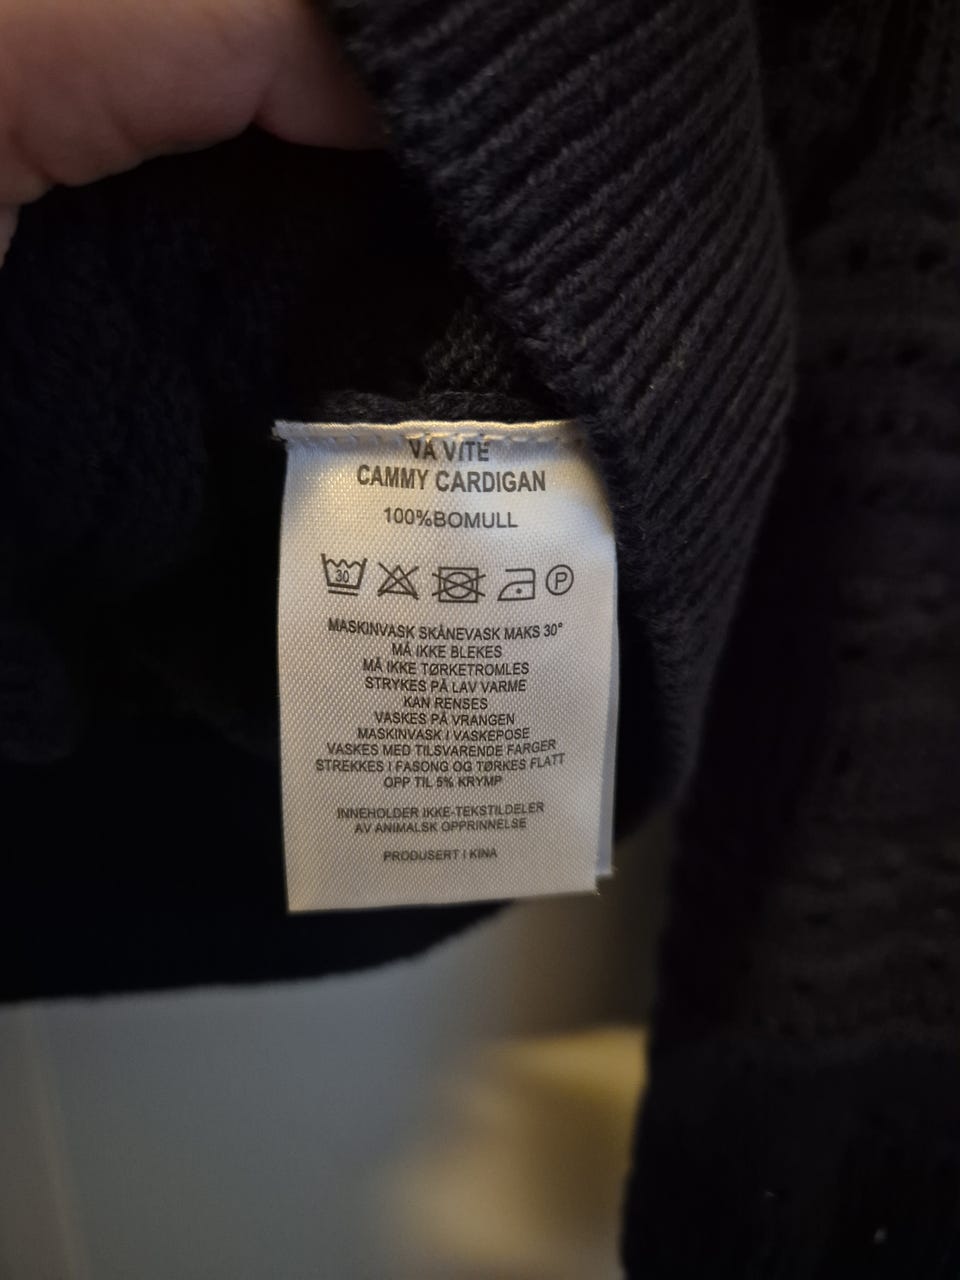 VA VITE
CAMMY CARDIGAN
100%BOMULL
30 P
MASKINVASK SKÅNEVASK MAKS 30°
MÅ IKKE BLEKES
MÅ IKKE TØRKETROMLES
STRYKES PÅ LAV VARME
KAN RENSES
VASKES PÅ VRANGEN
MASKINVASK I VASKEPOSE
VASKES MED TILSVARENDE FARGER
STREKKES I FASONG OG TØRKES FLATT
OPP TIL 5% KRYMP
INNEHOLDER IKKE-TEKSTILDELER
AV ANIMALSK OPPRINNELSE
PRODUSERT I KINA